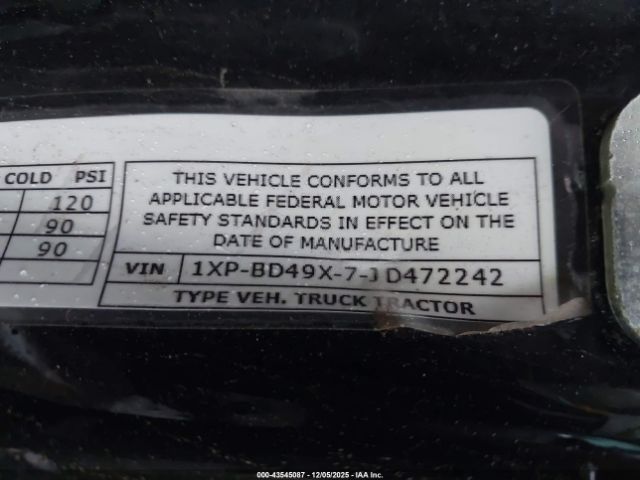 COLD PSI
120
90
90
THIS VEHICLE CONFORMS TO ALL
APPLICABLE FEDERAL MOTOR VEHICLE
SAFETY STANDARDS IN EFFECT ON THE
DATE OF MANUFACTURE
VIN 1XP-BD49X-7-JD472242
TYPE VEH. TRUCK TRACTOR
© 43545087 - 12/05/2025 - IAA Inc.